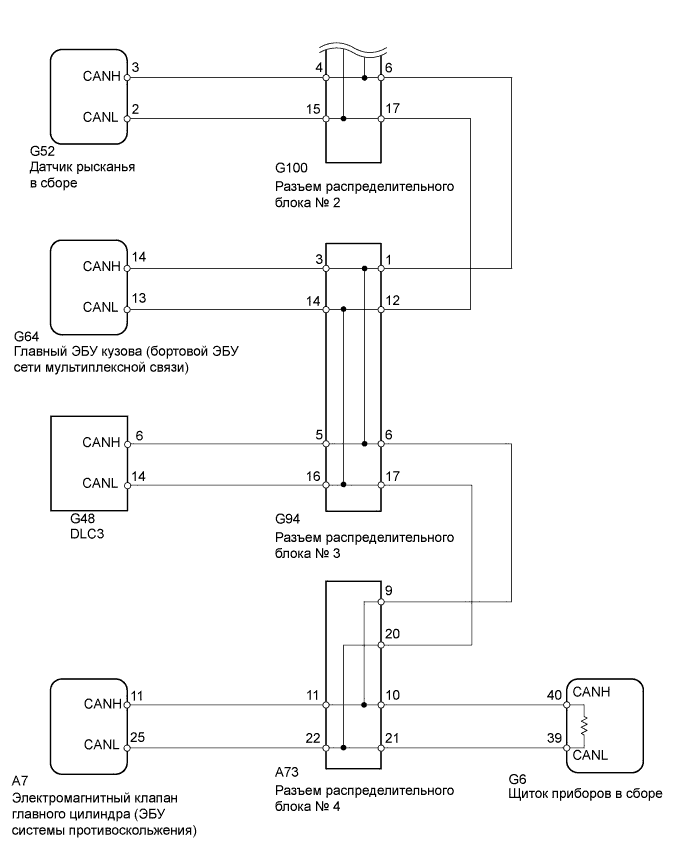 CANH 3 4 6
CANL 2 15 17
G52
Датчик рысканья
в сборе
G100
Разъем распределительного
блока № 2
CANH 14 3 1
CANL 13 14 12
G64
Главный ЭБУ кузова (бортовой ЭБУ
сети мультиплексной связи)
CANH 6 5 6
CANL 14 16 17
G48
DLC3
G94
Разъем распределительного
блока № 3
9
20
CANH 11 11 10 40 CANH
CANL 25 22 21 39 CANL
A7
Электромагнитный клапан
главного цилиндра (ЭБУ
системы противоскольжения)
A73
Разъем распределительного
блока № 4
G6
Щиток приборов в сборе